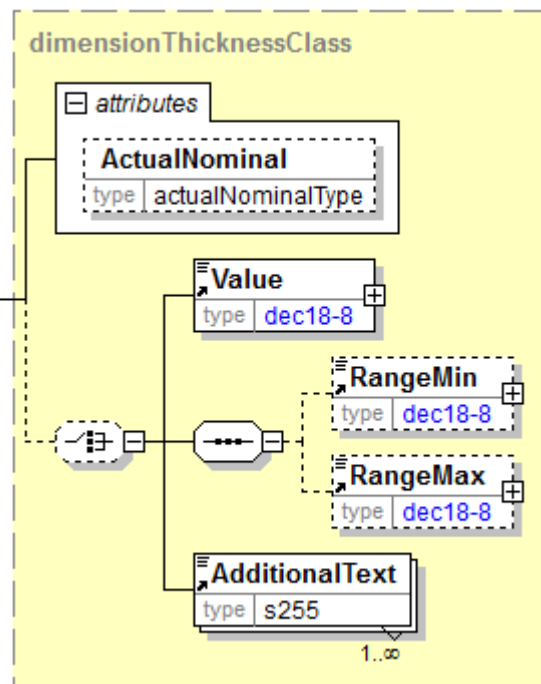 dimensionThicknessClass
attributes
ActualNominal
type actualNominalType
Value
type dec18-8
RangeMin
type dec18-8
RangeMax
type dec18-8
AdditionalText
type s255
1..∞